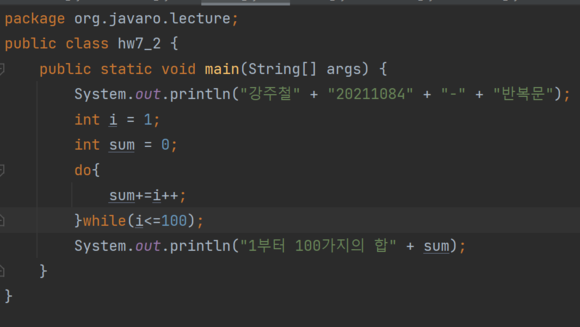 package org.javaro.lecture;
public class hw7_2 {
public static void main(String[] args) {
System.out.println("강주철" + "20211084" + "-" + "반복문");
int i = 1;
int sum = 0;
do{
sum+=i++;
}while(i<=100);
System.out.println("1부터 100가지의 합" + sum);
}
}